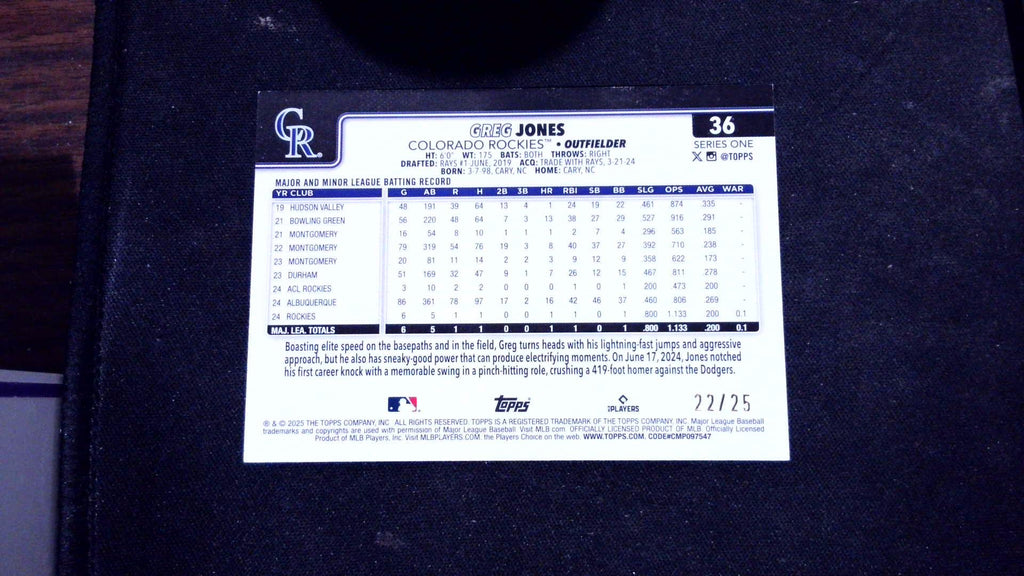 CR
36
GREG JONES
SERIES ONE
COLORADO ROCKIES™ • OUTFIELDER
@TOPPS
HT: 6'0" WT: 175 BATS: BOTH THROWS: RIGHT
DRAFTED: RAYS #1 JUNE, 2019 ACQ: TRADE WITH RAYS, 3-21-24
BORN: 3-7-98, CARY, NC HOME: CARY, NC
MAJOR AND MINOR LEAGUE BATTING RECORD
YR CLUB G AB R H 2B 3B HR RBI SB BB SLG OPS AVG WAR
19 HUDSON VALLEY 48 191 39 64 13 4 1 24 19 22 .461 .874 .335 -
21 BOWLING GREEN 56 220 48 64 7 3 13 38 27 29 .527 .916 .291 -
21 MONTGOMERY 16 54 8 10 1 1 1 2 7 4 .296 .563 .185 -
22 MONTGOMERY 79 319 54 76 19 3 8 40 37 27 .392 .710 .238 -
23 MONTGOMERY 20 81 11 14 2 2 3 9 12 9 .358 .622 .173 -
23 DURHAM 51 169 32 47 9 1 7 26 12 15 .467 .811 .278 -
24 ACL ROCKIES 3 10 2 2 0 0 0 1 0 1 .200 .473 .200 -
24 ALBUQUERQUE 86 361 78 97 17 2 16 42 46 37 .460 .806 .269 -
24 ROCKIES 6 5 1 1 0 0 1 1 0 1 .800 1.133 .200 0.1
MAJ. LEA. TOTALS 6 5 1 1 0 0 1 1 0 1 .800 1.133 .200 0.1
Boasting elite speed on the basepaths and in the field, Greg turns heads with his lightning-fast jumps and aggressive
approach, but he also has sneaky-good power that can produce electrifying moments. On June 17, 2024, Jones notched
his first career knock with a memorable swing in a pinch-hitting role, crushing a 419-foot homer against the Dodgers.
Topps
PLAYERS
22/25
® & © 2025 THE TOPPS COMPANY, INC. ALL RIGHTS RESERVED. TOPPS IS A REGISTERED TRADEMARK OF THE TOPPS COMPANY, INC. Major League Baseball
trademarks and copyrights are used with permission of Major League Baseball. Visit MLB.com. OFFICIALLY LICENSED PRODUCT OF MLB. Officially Licensed
Product of MLB Players, Inc. Visit MLBPLAYERS.COM, the Players Choice on the web. WWW.TOPPS.COM. CODE#CMP097547